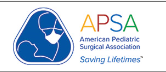 APSA
American Pediatric
Surgical Association
Saving Lifetimes™